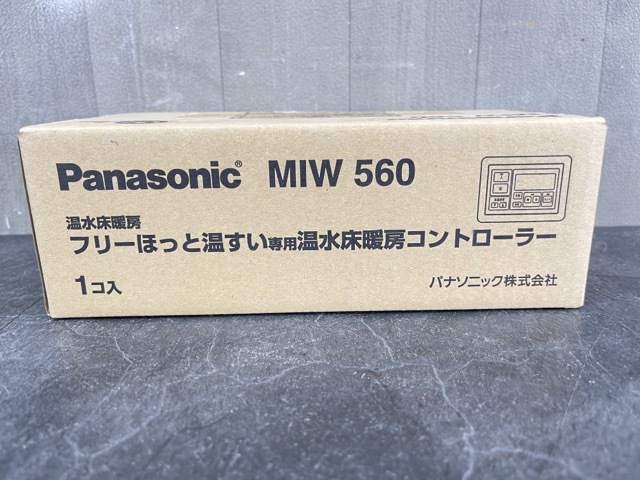 Panasonic® MIW 560
温水床暖房
フリーほっと温すい専用温水床暖房コントローラー
1コ入
パナソニック株式会社